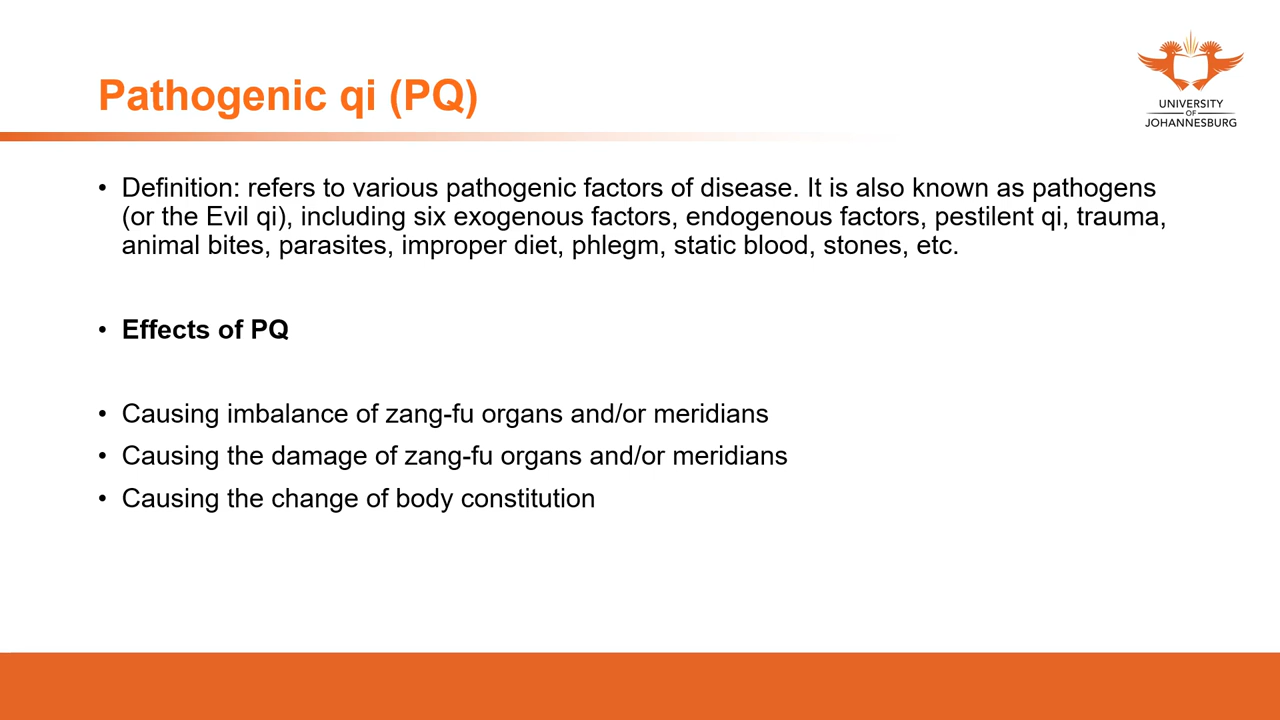 Pathogenic qi (PQ)
UNIVERSITY
OF
JOHANNESBURG
• Definition: refers to various pathogenic factors of disease. It is also known as pathogens
(or the Evil qi), including six exogenous factors, endogenous factors, pestilent qi, trauma,
animal bites, parasites, improper diet, phlegm, static blood, stones, etc.
• Effects of PQ
• Causing imbalance of zang-fu organs and/or meridians
• Causing the damage of zang-fu organs and/or meridians
• Causing the change of body constitution